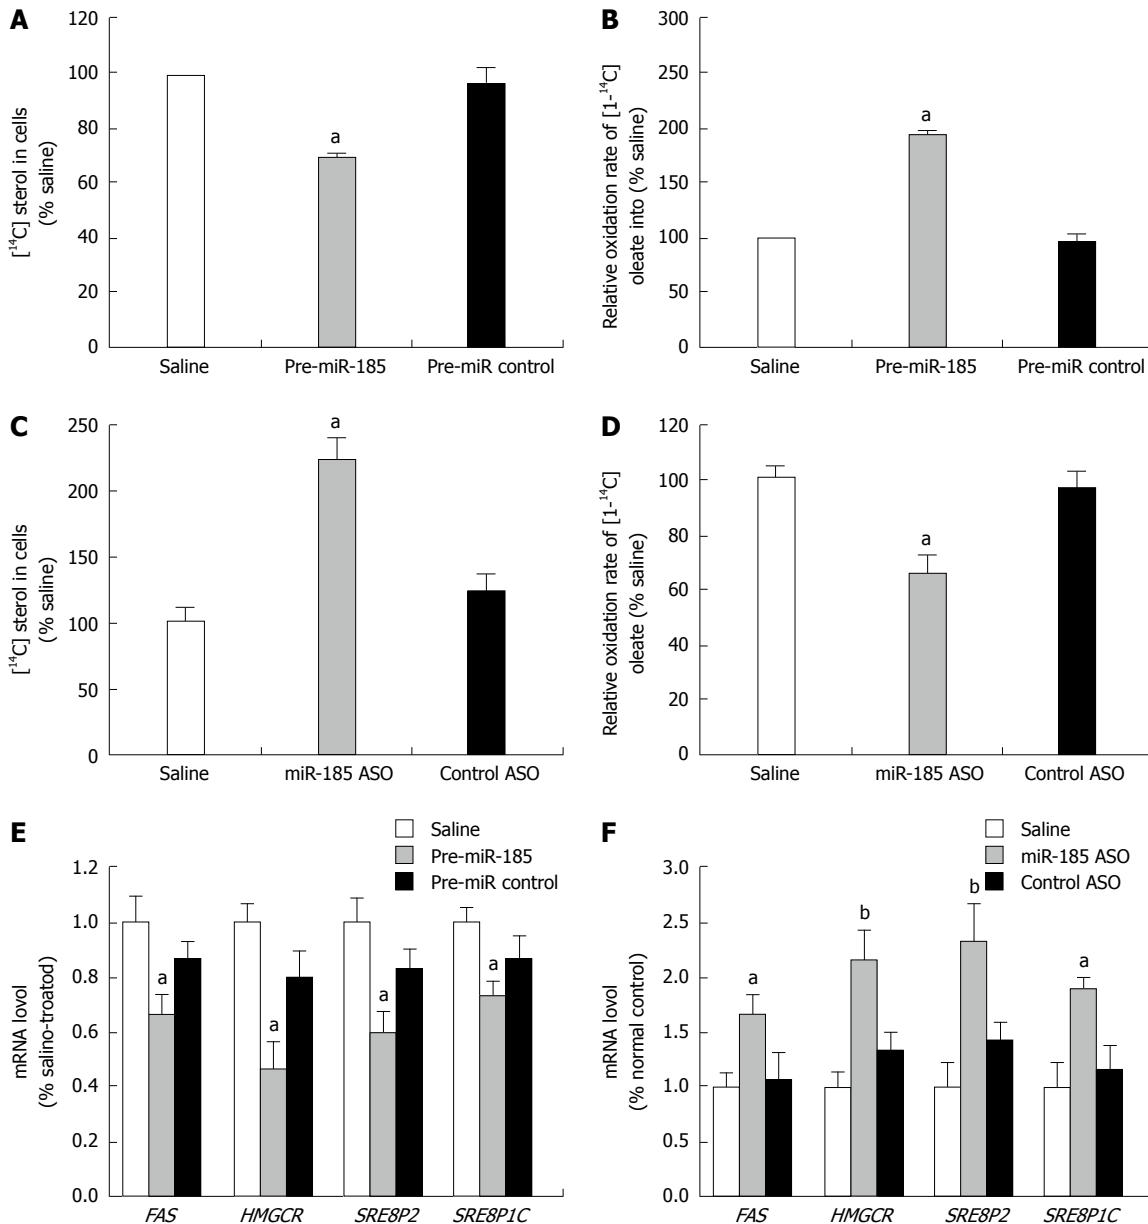 A
120
100
80
60
40
20
0
[¹⁴C] sterol in cells
(% saline)
a
Saline
Pre-miR-185
Pre-miR control
B
300
250
200
150
100
50
0
Relative oxidation rate of [1-¹⁴C]
oleate into (% saline)
a
Saline
Pre-miR-185
Pre-miR control
C
250
200
150
100
50
0
[¹⁴C] sterol in cells
(% saline)
a
Saline
miR-185 ASO
Control ASO
D
120
100
80
60
40
20
0
Relative oxidation rate of [1-¹⁴C]
oleate (% saline)
a
Saline
miR-185 ASO
Control ASO
E
Saline
Pre-miR-185
Pre-miR control
1.2
1.0
0.8
0.6
0.4
0.2
0.0
mRNA lovol
(% salino-troatod)
a
a
a
a
FAS
HMGCR
SRE8P2
SRE8P1C
F
Saline
miR-185 ASO
Control ASO
3.0
2.5
2.0
1.5
1.0
0.5
0.0
mRNA lovol
(% normal control)
a
b
b
a
FAS
HMGCR
SRE8P2
SRE8P1C